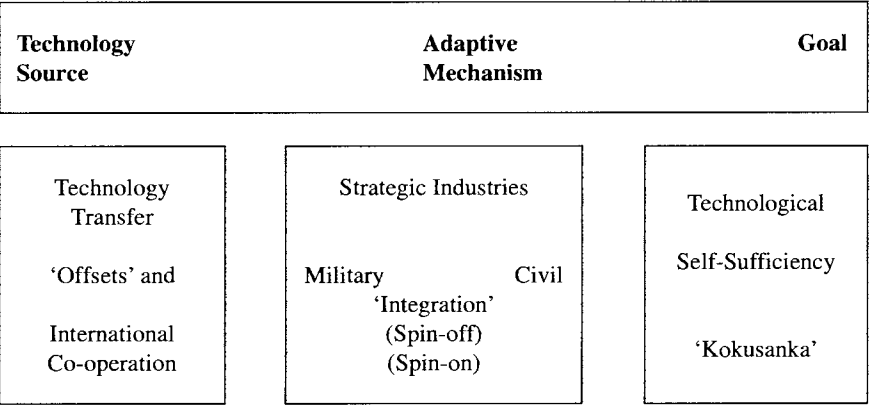 Technology Adaptive Goal
Source Mechanism
Technology
Transfer
‘Offsets’ and
International
Co-operation
Strategic Industries
Military Civil
‘Integration’
(Spin-off)
(Spin-on)
Technological
Self-Sufficiency
‘Kokusanka’